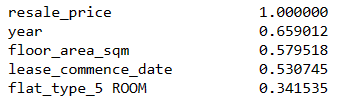 resale_price 1.000000
year 0.659012
floor_area_sqm 0.579518
lease_commence_date 0.530745
flat_type_5 ROOM 0.341535